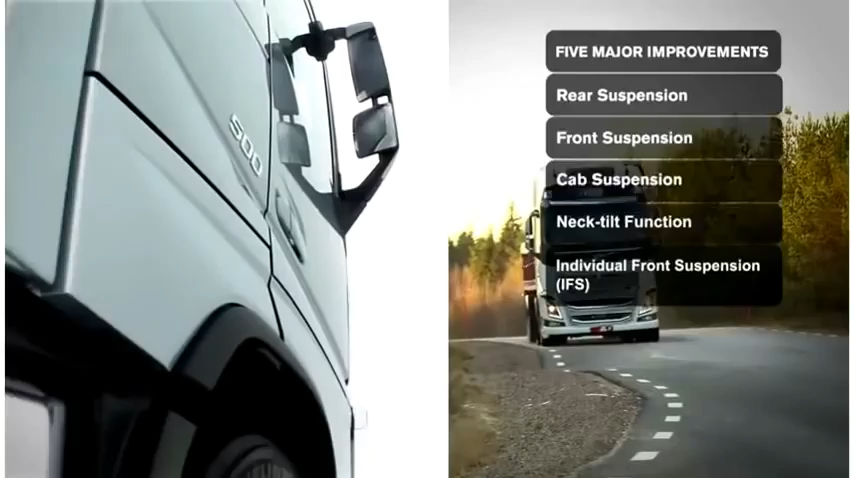 500
FIVE MAJOR IMPROVEMENTS
Rear Suspension
Front Suspension
Cab Suspension
Neck-tilt Function
Individual Front Suspension
(IFS)